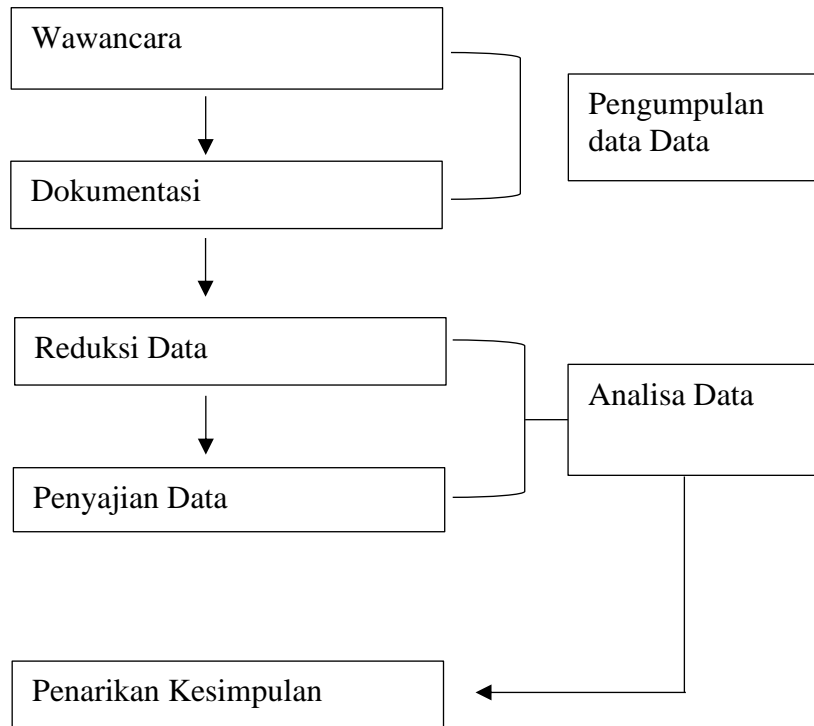 Wawancara
Pengumpulan
data Data
Dokumentasi
Reduksi Data
Analisa Data
Penyajian Data
Penarikan Kesimpulan